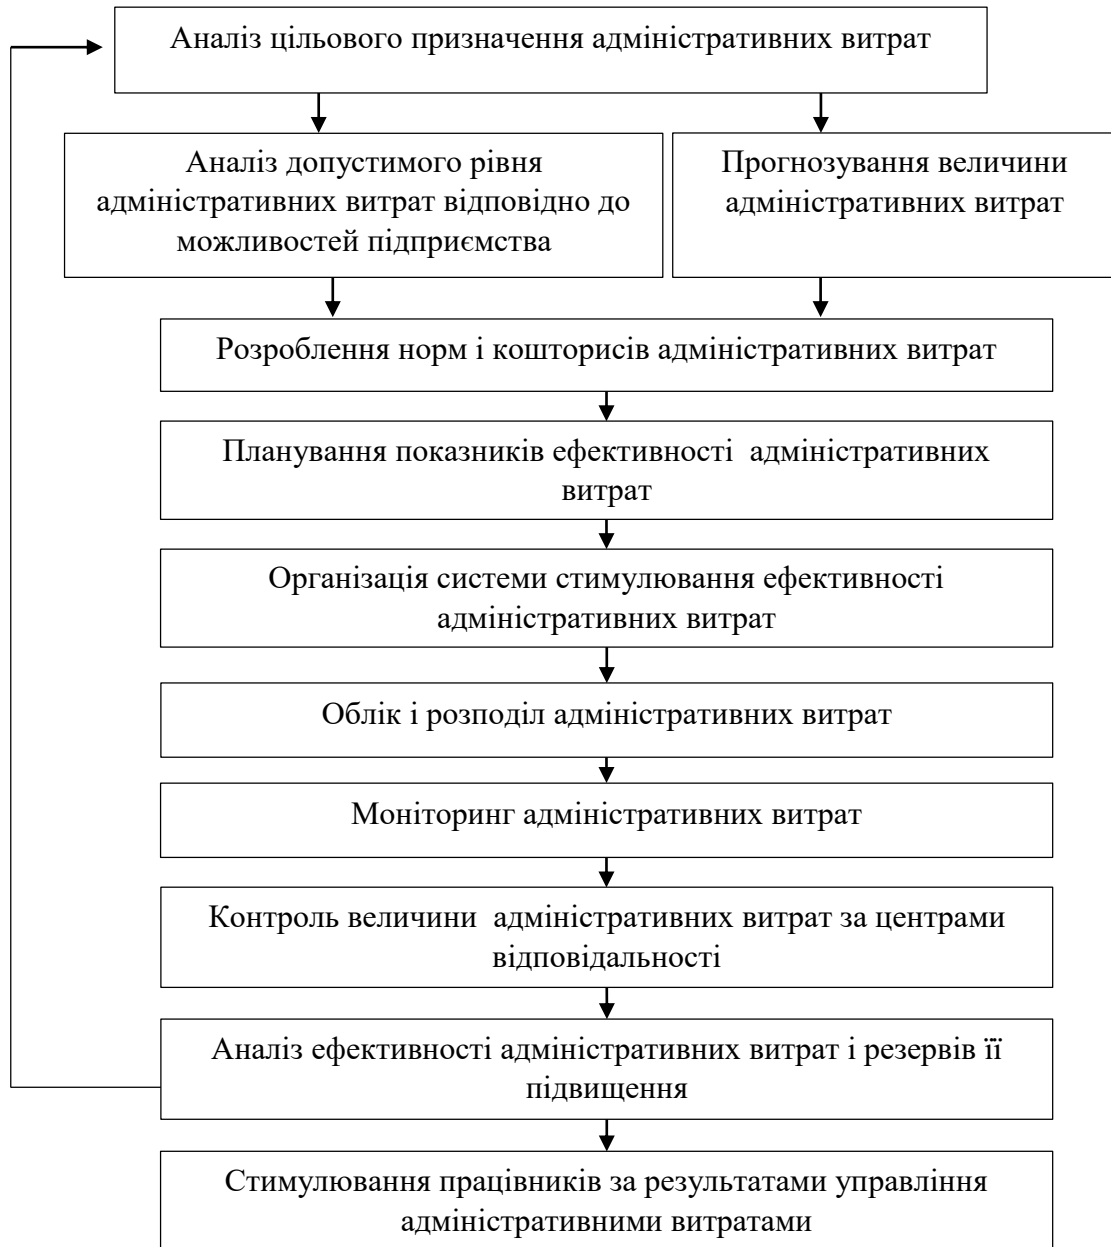 Аналіз цільового призначення адміністративних витрат
Аналіз допустимого рівня
адміністративних витрат відповідно до
можливостей підприємства
Прогнозування величини
адміністративних витрат
Розроблення норм і кошторисів адміністративних витрат
Планування показників ефективності  адміністративних
витрат
Організація системи стимулювання ефективності
адміністративних витрат
Облік і розподіл адміністративних витрат
Моніторинг адміністративних витрат
Контроль величини  адміністративних витрат за центрами
відповідальності
Аналіз ефективності адміністративних витрат і резервів її
підвищення
Стимулювання працівників за результатами управління
адміністративними витратами